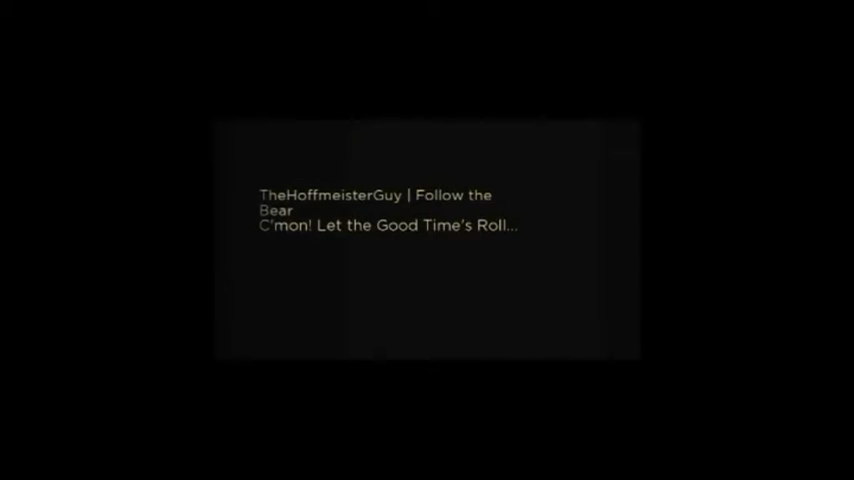 TheHoffmeisterGuy | Follow the
Bear
C'mon! Let the Good Time's Roll...